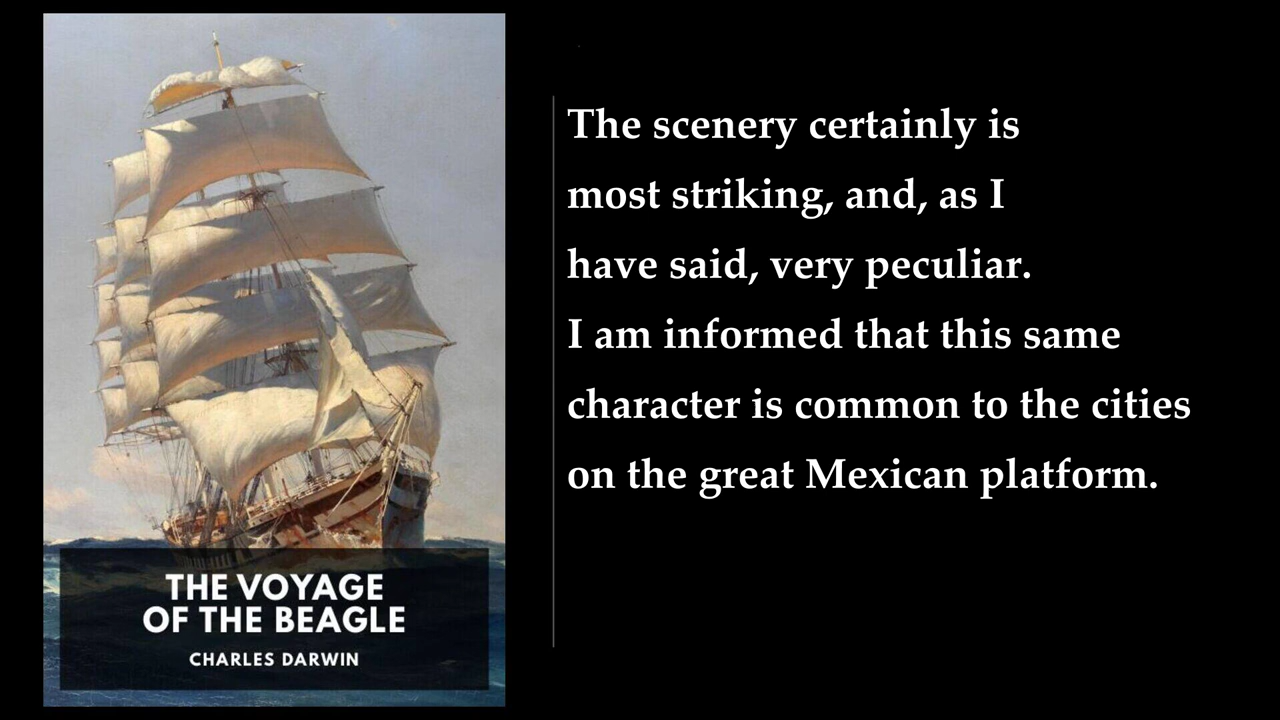 The scenery certainly is
most striking, and, as I
have said, very peculiar.
I am informed that this same
character is common to the cities
on the great Mexican platform.
THE VOYAGE
OF THE BEAGLE
CHARLES DARWIN